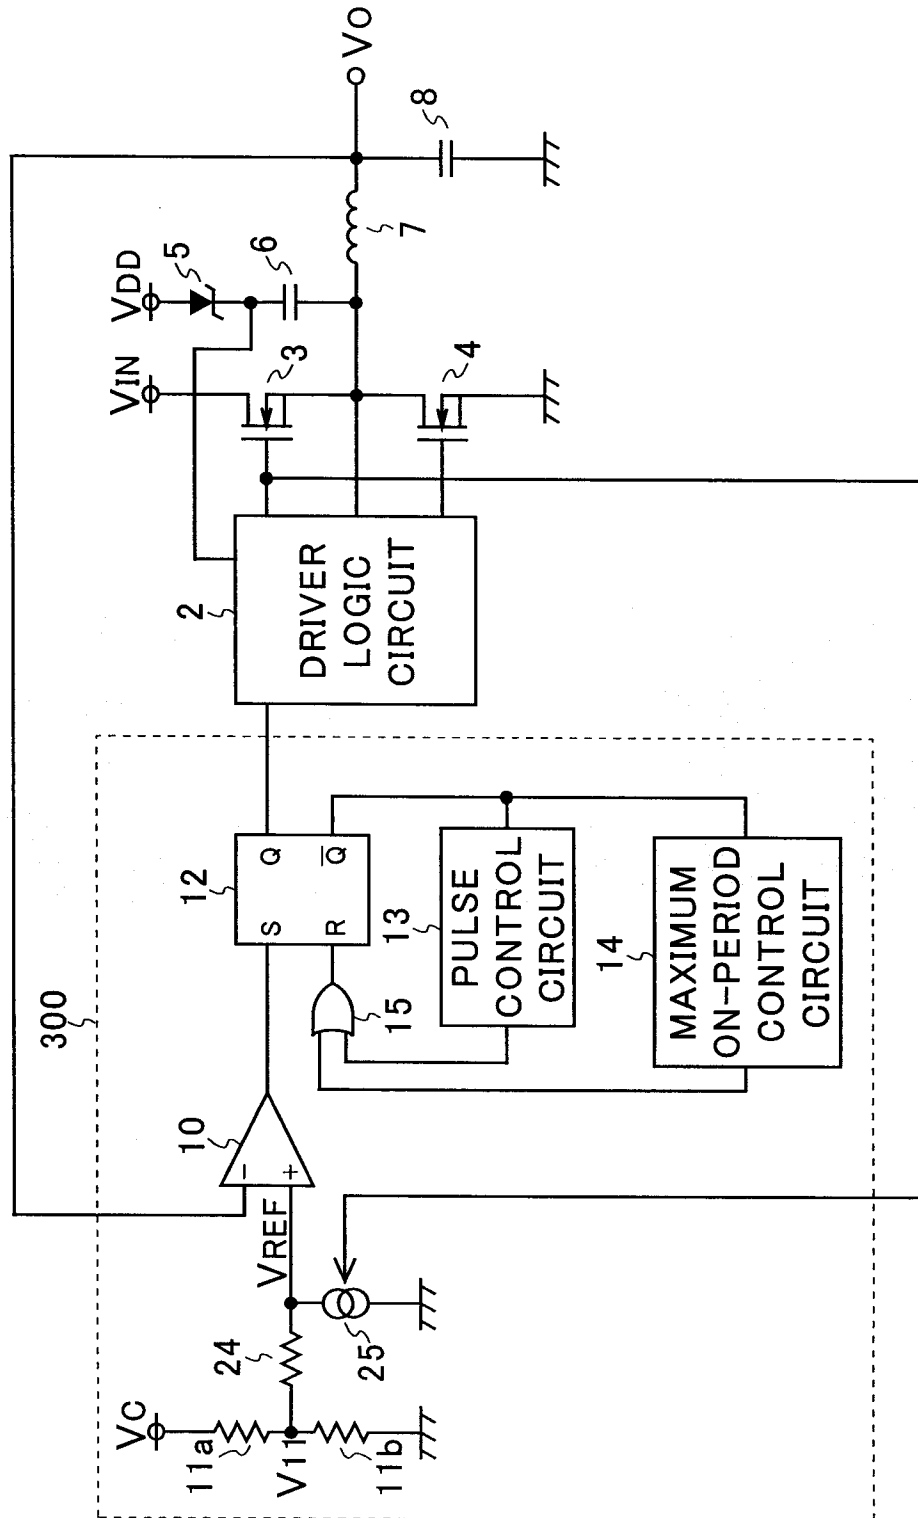 300
VC
11a
V11
11b
24
25
VREF
10
−
+
15
12
S
Q
R
Q̅
13
PULSE
CONTROL
CIRCUIT
14
MAXIMUM
ON-PERIOD
CONTROL
CIRCUIT
2
DRIVER
LOGIC
CIRCUIT
VIN
VDD
3
4
5
6
7
8
VO